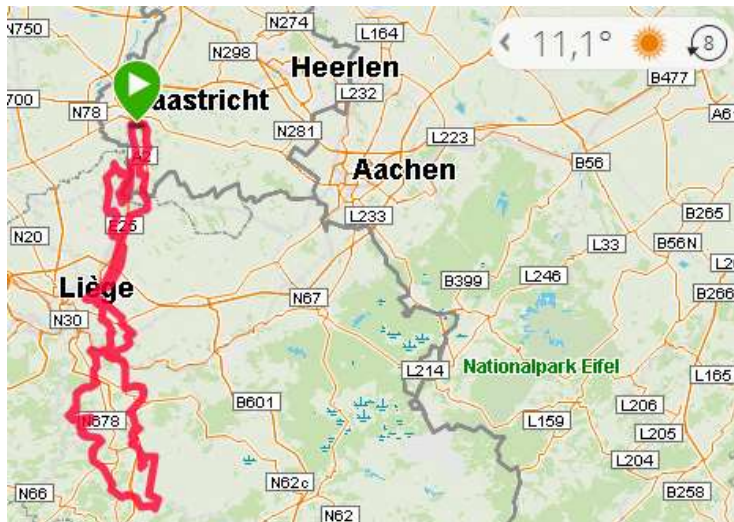 N274
V750
L164
‹ 11,1° 8
N298
Heerlen
B477
L232
700
N78
aastricht
A6
N281
L223
A2
Aachen
B56
L233
B265
E25
N20
L33
B56N
Liège
B399
L246
N67
B266
N30
L214
Nationalpark Eifel
L165
B601
L206
N678
L159
L205
L204
N66
N62c
B258
N62